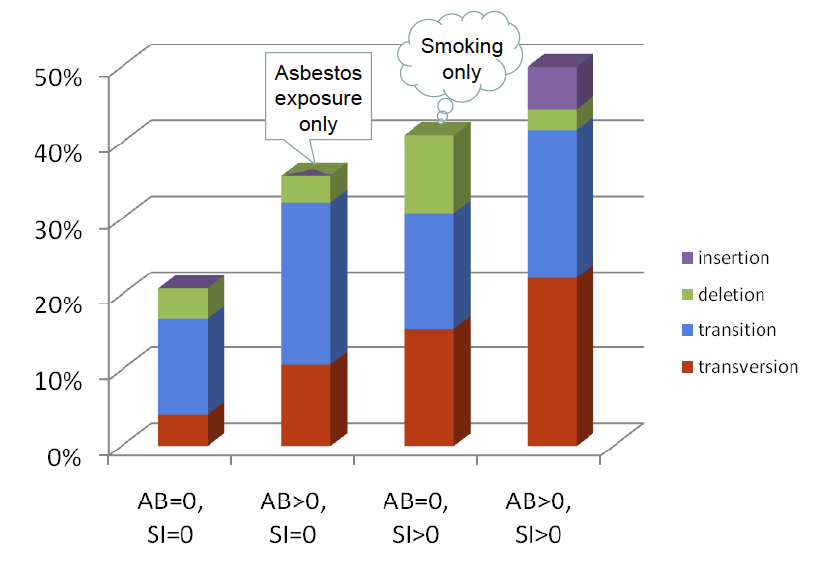 50%
40%
30%
20%
10%
0%
Asbestos
exposure
only
Smoking
only
insertion
deletion
transition
transversion
AB=0,
SI=0
AB>0,
SI=0
AB=0,
SI>0
AB>0,
SI>0